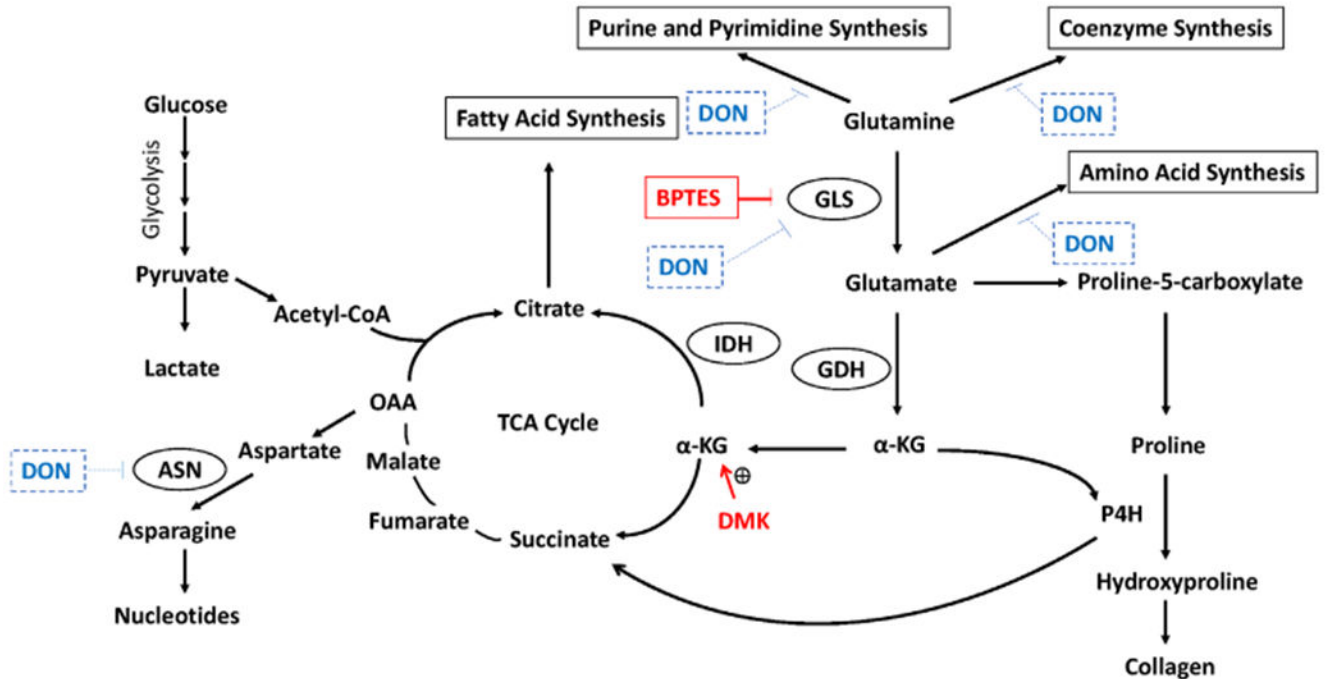 Purine and Pyrimidine Synthesis
Coenzyme Synthesis
Glucose
Fatty Acid Synthesis
DON
Glutamine
DON
Glycolysis
Amino Acid Synthesis
BPTES
GLS
DON
DON
Pyruvate
Glutamate
Proline-5-carboxylate
Acetyl-CoA
Citrate
IDH
GDH
Lactate
OAA
TCA Cycle
Aspartate
α-KG
α-KG
Proline
DON
ASN
Malate
⊕
Fumarate
DMK
P4H
Asparagine
Succinate
Hydroxyproline
Nucleotides
Collagen